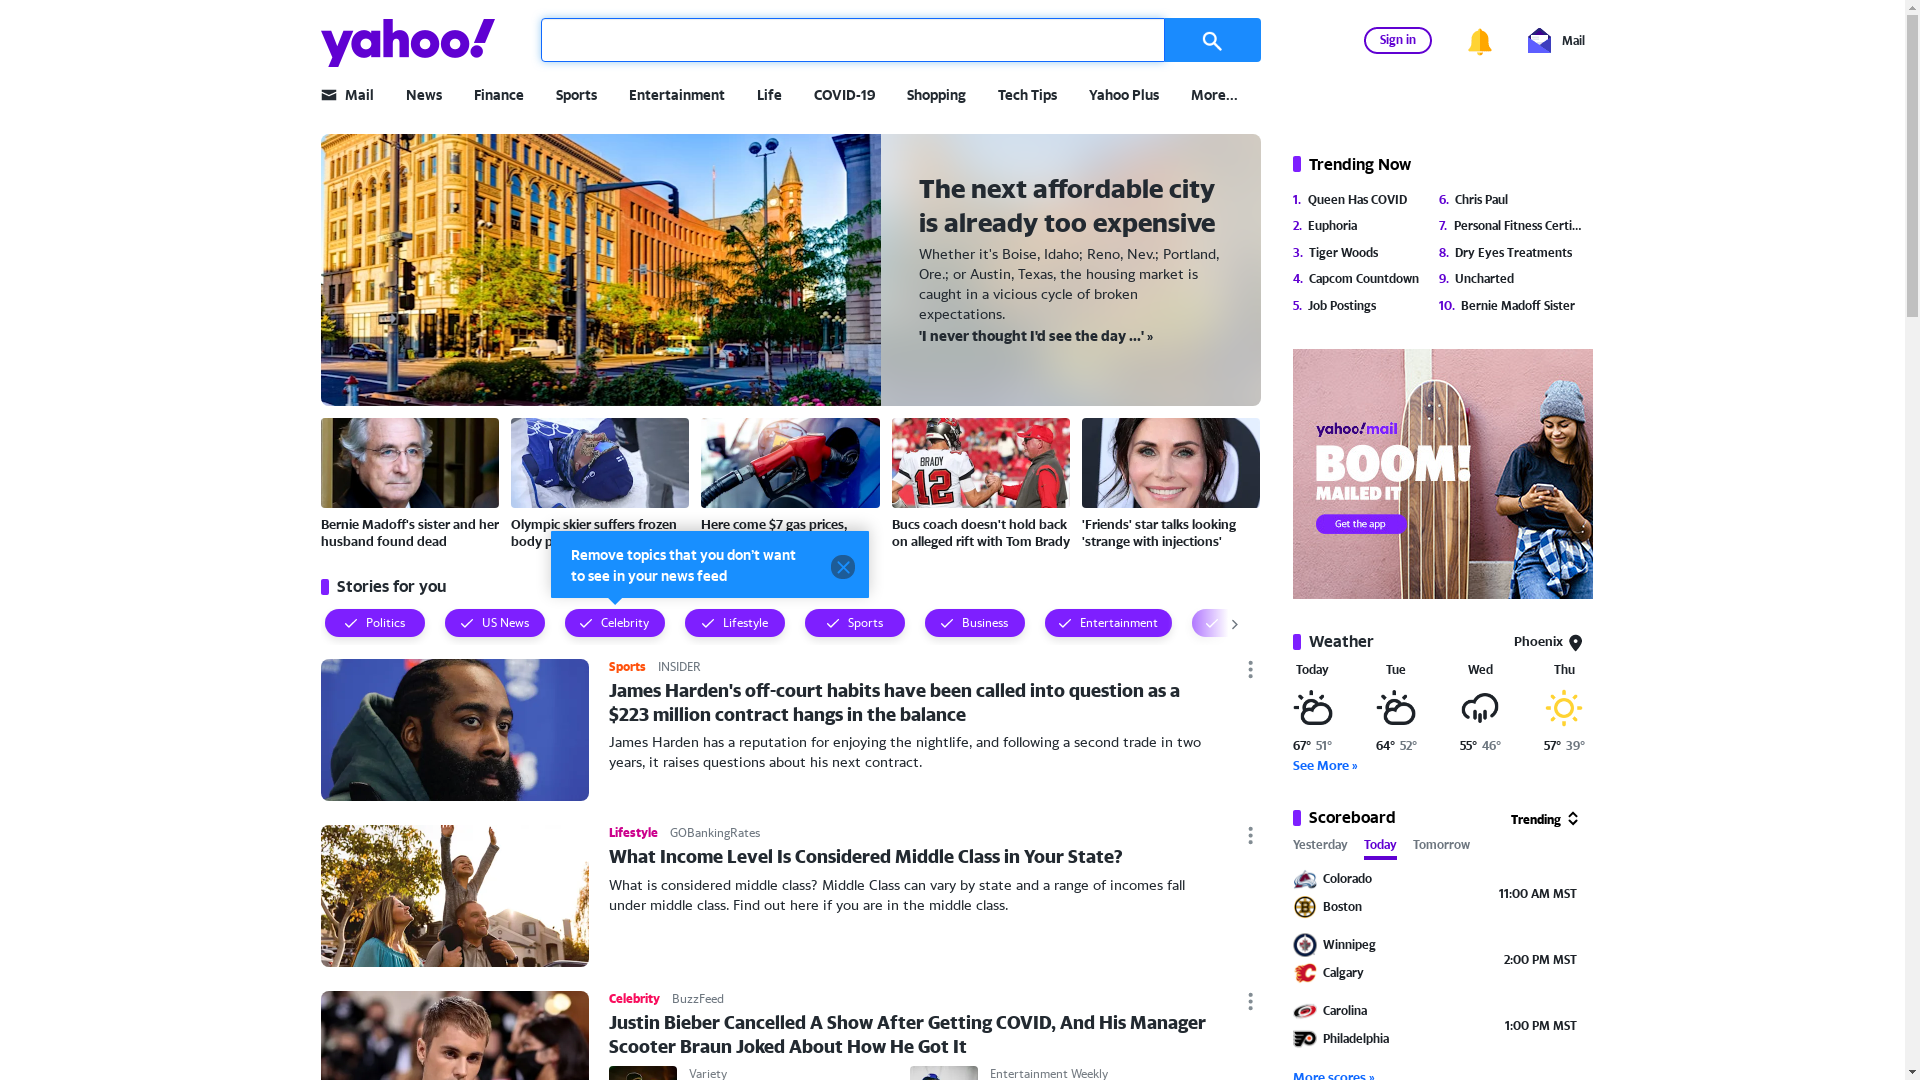 yahoo!
Sign in
Mail
Mail
News
Finance
Sports
Entertainment
Life
COVID-19
Shopping
Tech Tips
Yahoo Plus
More...
The next affordable city
is already too expensive
Whether it's Boise, Idaho; Reno, Nev.; Portland,
Ore.; or Austin, Texas, the housing market is
caught in a vicious cycle of broken
expectations.
'I never thought I'd see the day ...' »
BRADY
12
Bernie Madoff's sister and her
husband found dead
Olympic skier suffers frozen
body p
Here come $7 gas prices,
Bucs coach doesn't hold back
on alleged rift with Tom Brady
'Friends' star talks looking
'strange with injections'
Remove topics that you don't want
to see in your news feed
Stories for you
Politics
US News
Celebrity
Lifestyle
Sports
Business
Entertainment
Sports INSIDER
James Harden's off-court habits have been called into question as a
$223 million contract hangs in the balance
James Harden has a reputation for enjoying the nightlife, and following a second trade in two
years, it raises questions about his next contract.
Lifestyle GOBankingRates
What Income Level Is Considered Middle Class in Your State?
What is considered middle class? Middle Class can vary by state and a range of incomes fall
under middle class. Find out here if you are in the middle class.
Celebrity BuzzFeed
Justin Bieber Cancelled A Show After Getting COVID, And His Manager
Scooter Braun Joked About How He Got It
Variety
Entertainment Weekly
Trending Now
1. Queen Has COVID
2. Euphoria
3. Tiger Woods
4. Capcom Countdown
5. Job Postings
6. Chris Paul
7. Personal Fitness Certi...
8. Dry Eyes Treatments
9. Uncharted
10. Bernie Madoff Sister
yahoo!mail
BOOM!
MAILED IT
Get the app
Weather
Phoenix
Today Tue Wed Thu
67° 51° 64° 52° 55° 46° 57° 39°
See More »
Scoreboard
Trending
Yesterday Today Tomorrow
Colorado
Boston
11:00 AM MST
Winnipeg
Calgary
2:00 PM MST
Carolina
Philadelphia
1:00 PM MST
More scores »